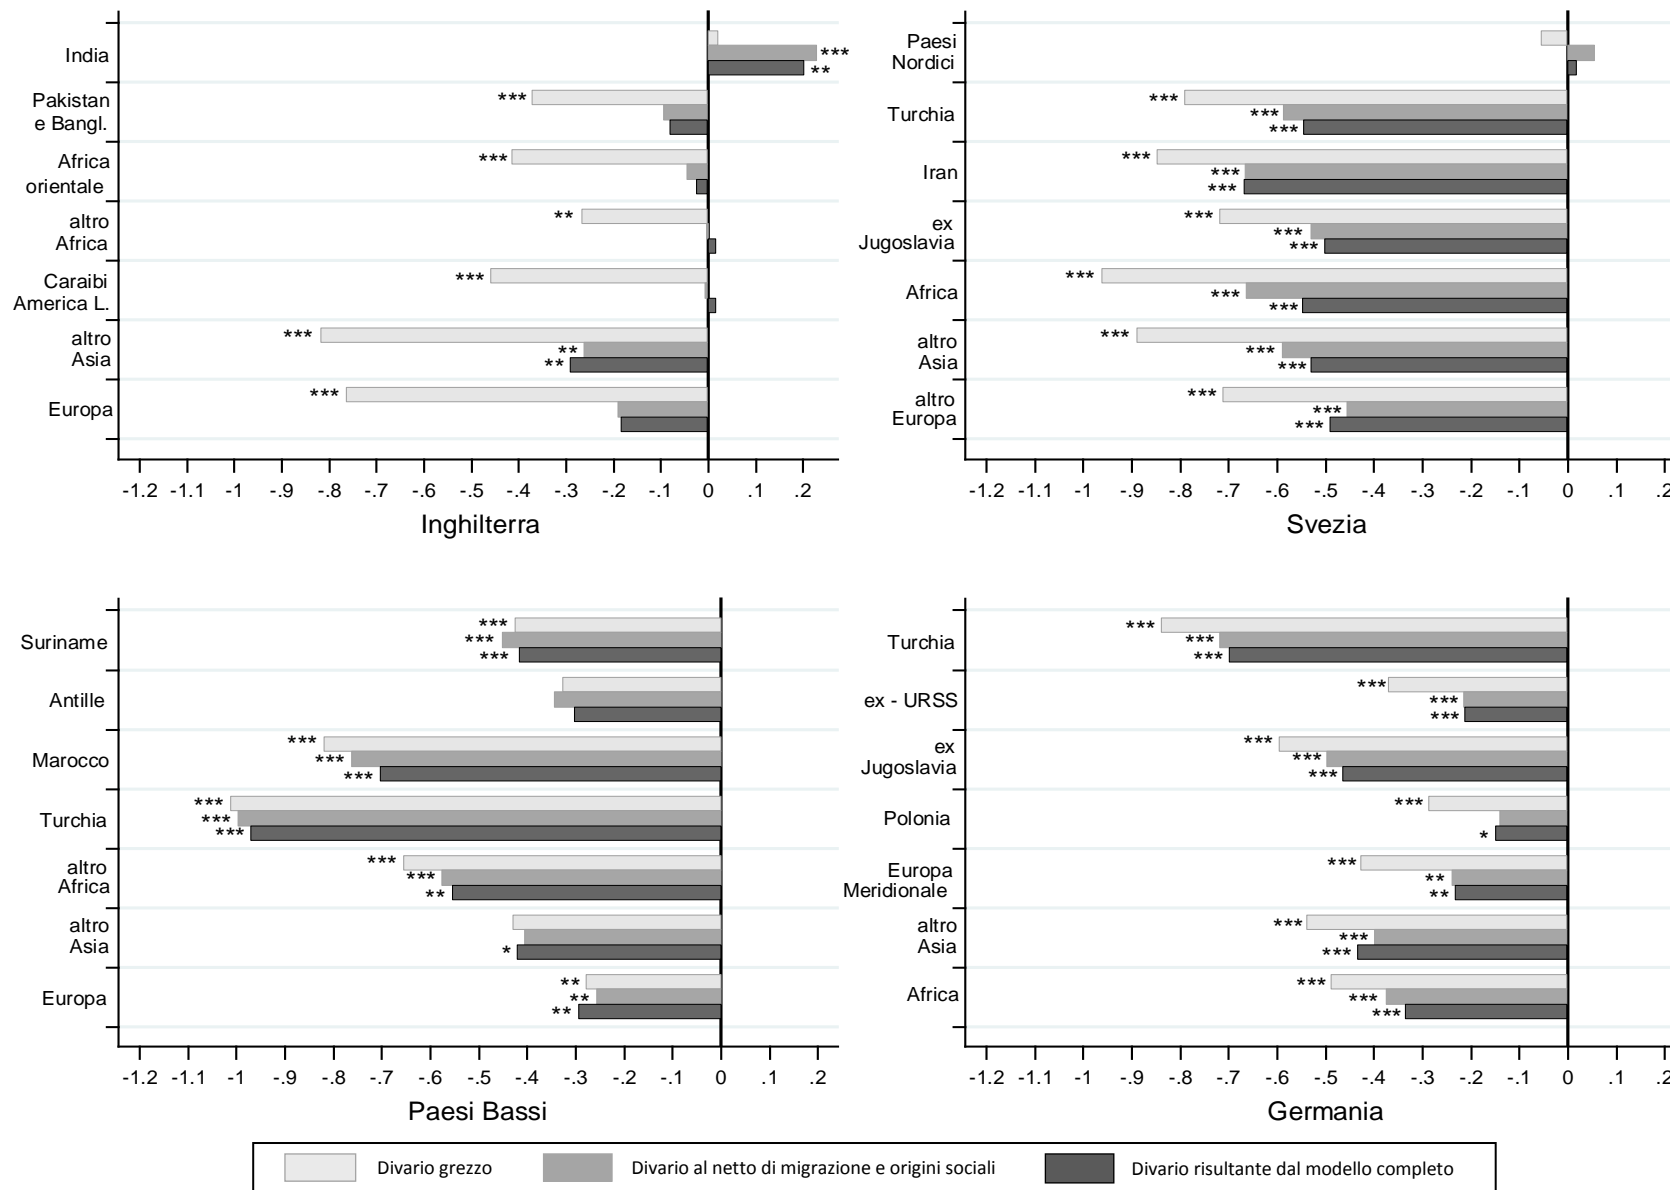 India
***
**
Pakistan
e Bangl.
***
Africa
orientale
***
altro
Africa
**
Caraibi
America L.
***
altro
Asia
***
**
**
Europa
***
-1.2 -1.1 -1 -.9 -.8 -.7 -.6 -.5 -.4 -.3 -.2 -.1 0 .1 .2
Inghilterra
Paesi
Nordici
Turchia
***
***
***
Iran
***
***
***
ex
Jugoslavia
***
***
***
Africa
***
***
***
altro
Asia
***
***
***
altro
Europa
***
***
***
-1.2 -1.1 -1 -.9 -.8 -.7 -.6 -.5 -.4 -.3 -.2 -.1 0 .1 .2
Svezia
Suriname
***
***
***
Antille
Marocco
***
***
***
Turchia
***
***
***
altro
Africa
***
***
**
altro
Asia
*
Europa
**
**
**
-1.2 -1.1 -1 -.9 -.8 -.7 -.6 -.5 -.4 -.3 -.2 -.1 0 .1 .2
Paesi Bassi
Turchia
***
***
***
ex - URSS
***
***
***
ex
Jugoslavia
***
***
***
Polonia
***
*
Europa
Meridionale
***
**
**
altro
Asia
***
***
***
Africa
***
***
***
-1.2 -1.1 -1 -.9 -.8 -.7 -.6 -.5 -.4 -.3 -.2 -.1 0 .1 .2
Germania
Divario grezzo
Divario al netto di migrazione e origini sociali
Divario risultante dal modello completo